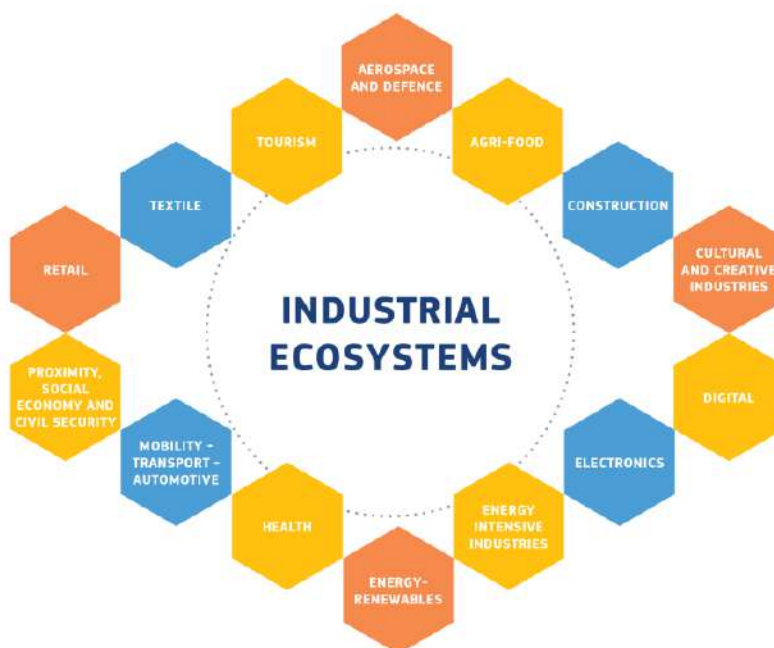 AEROSPACE
AND DEFENCE
TOURISM
AGRI-FOOD
TEXTILE
CONSTRUCTION
RETAIL
CULTURAL
AND CREATIVE
INDUSTRIES
INDUSTRIAL
ECOSYSTEMS
PROXIMITY,
SOCIAL
ECONOMY AND
CIVIL SECURITY
DIGITAL
MOBILITY –
TRANSPORT –
AUTOMOTIVE
ELECTRONICS
HEALTH
ENERGY
INTENSIVE
INDUSTRIES
ENERGY–
RENEWABLES